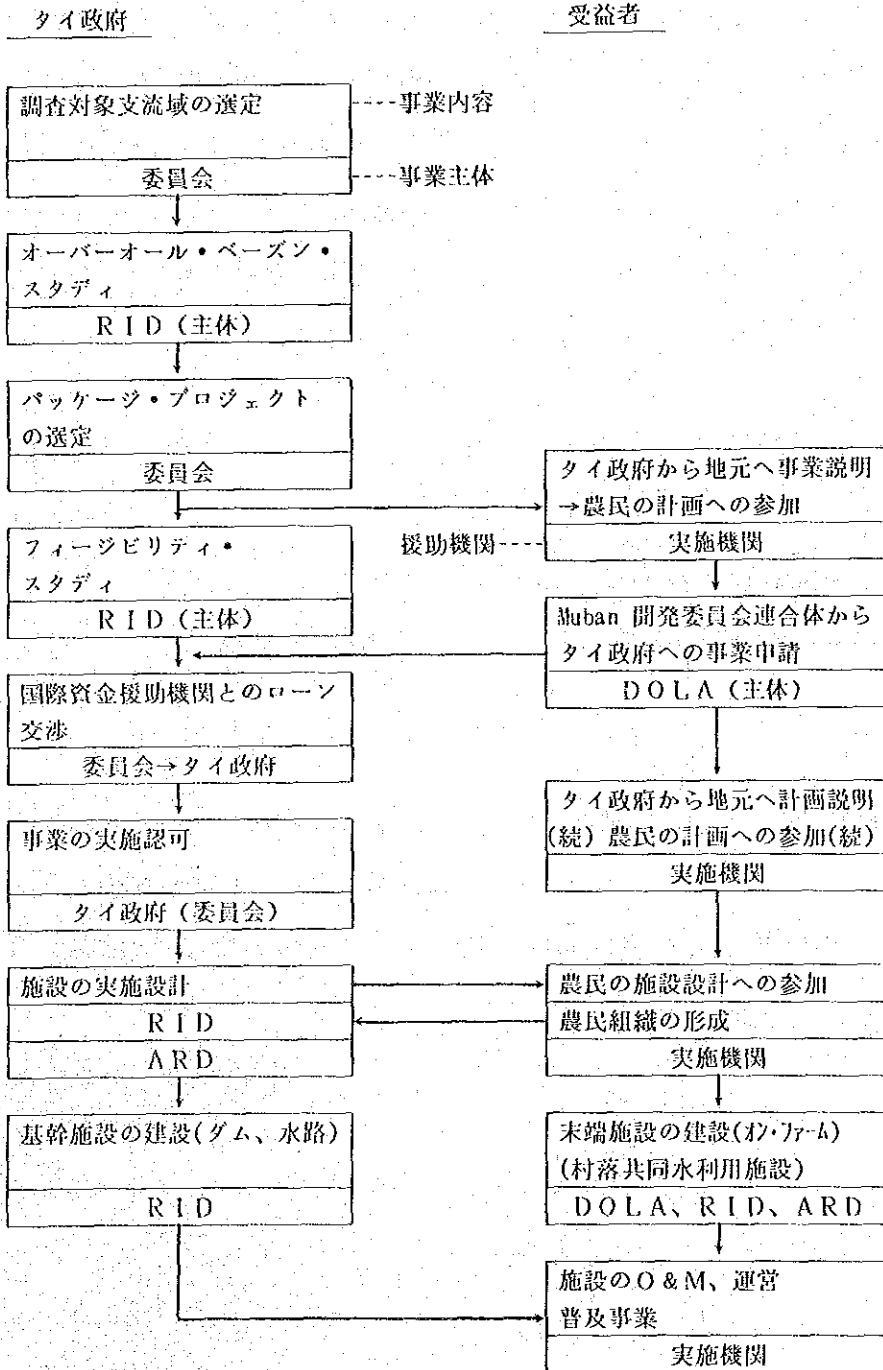 タイ政府
受益者
調査対象支流域の選定
----事業内容
委員会
----事業主体
オーバーオール・ベーズン・
スタディ
RID(主体)
パッケージ・プロジェクト
の選定
委員会
タイ政府から地元へ事業説明
→農民の計画への参加
援助機関----
実施機関
フィージビリティ・
スタディ
RID(主体)
Muban 開発委員会連合体から
タイ政府への事業申請
DOLA(主体)
国際資金援助機関とのローン
交渉
委員会→タイ政府
タイ政府から地元へ計画説明
(続) 農民の計画への参加(続)
実施機関
事業の実施認可
タイ政府(委員会)
施設の実施設計
RID
ARD
農民の施設設計への参加
農民組織の形成
実施機関
基幹施設の建設(ダム、水路)
RID
末端施設の建設(オン・ファーム)
(村落共同水利用施設)
DOLA、RID、ARD
施設のO&M、運営
普及事業
実施機関